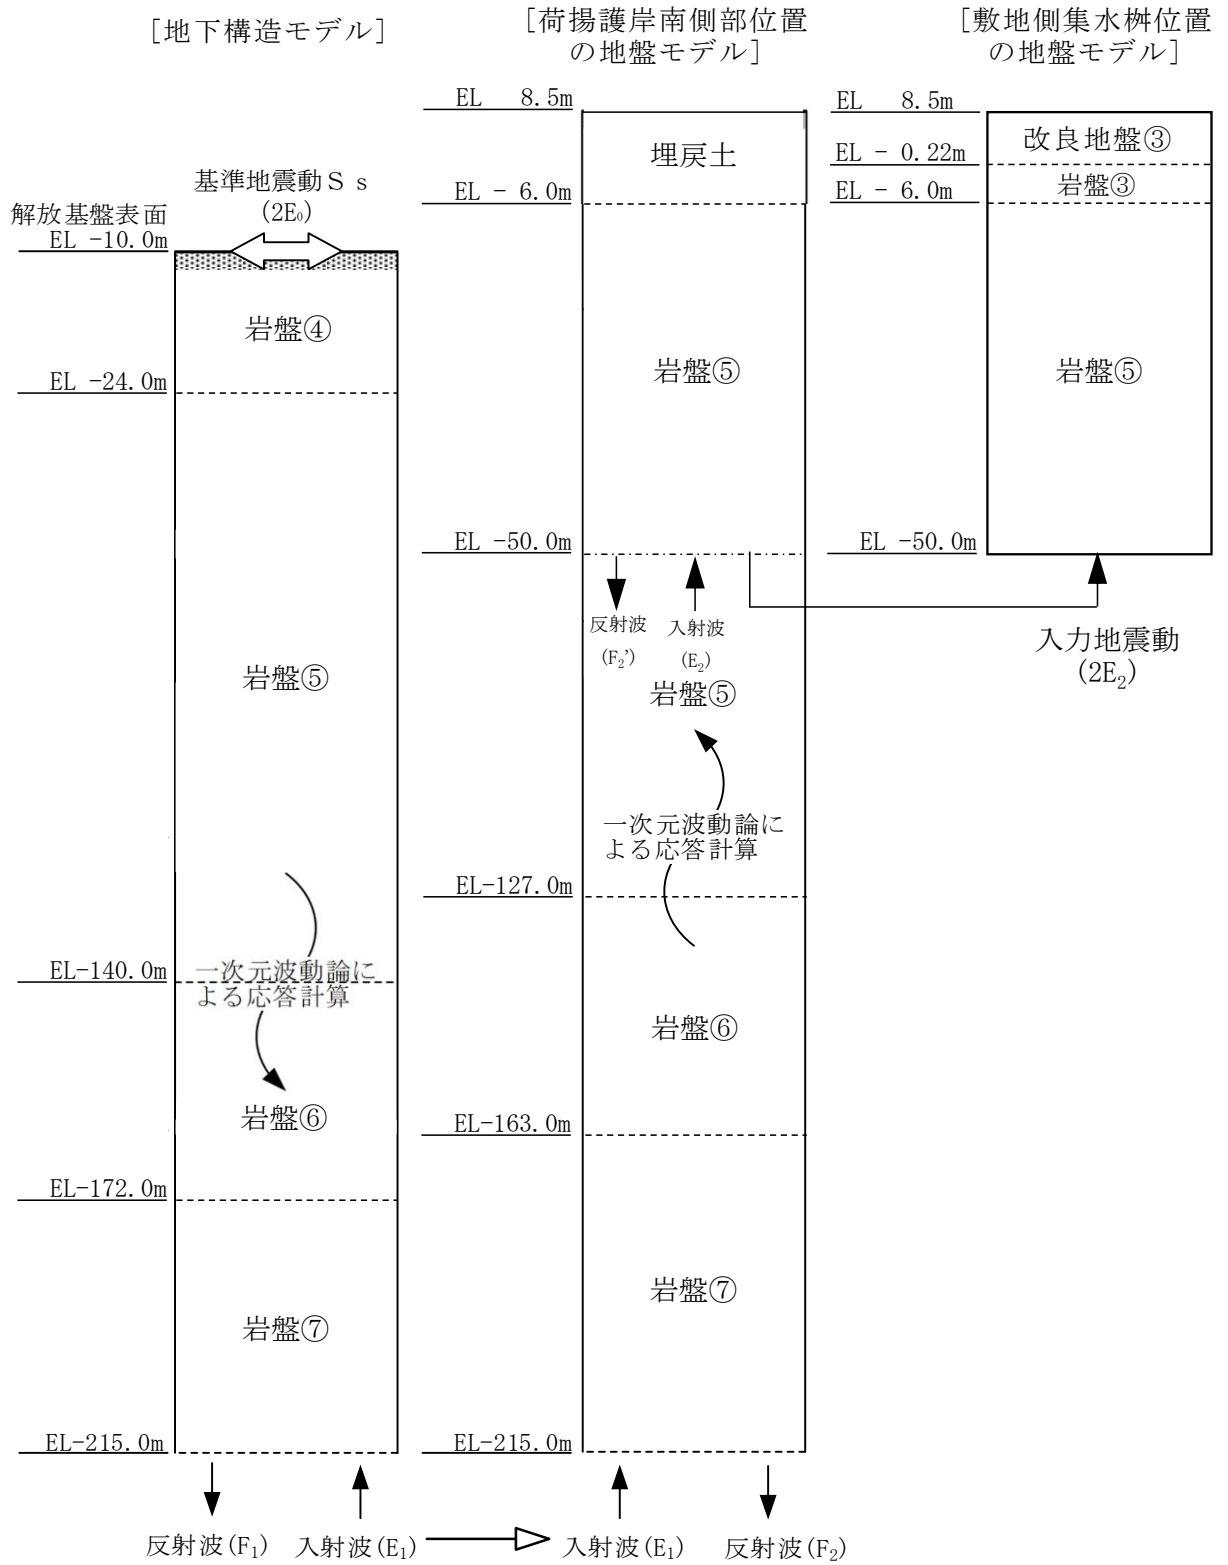 [地下構造モデル]
基準地震動Ｓｓ
(2E₀)
解放基盤表面
EL -10.0m
岩盤④
EL -24.0m
岩盤⑤
EL-140.0m
一次元波動論に
よる応答計算
岩盤⑥
EL-172.0m
岩盤⑦
EL-215.0m
反射波(F₁)
入射波(E₁)
[荷揚護岸南側部位置
の地盤モデル]
EL 8.5m
埋戻土
EL - 6.0m
岩盤⑤
EL -50.0m
反射波
(F₂’)
入射波
(E₂)
岩盤⑤
一次元波動論に
よる応答計算
EL-127.0m
岩盤⑥
EL-163.0m
岩盤⑦
EL-215.0m
入射波(E₁)
反射波(F₂)
[敷地側集水桝位置
の地盤モデル]
EL 8.5m
改良地盤③
EL - 0.22m
岩盤③
EL - 6.0m
岩盤⑤
EL -50.0m
入力地震動
(2E₂)